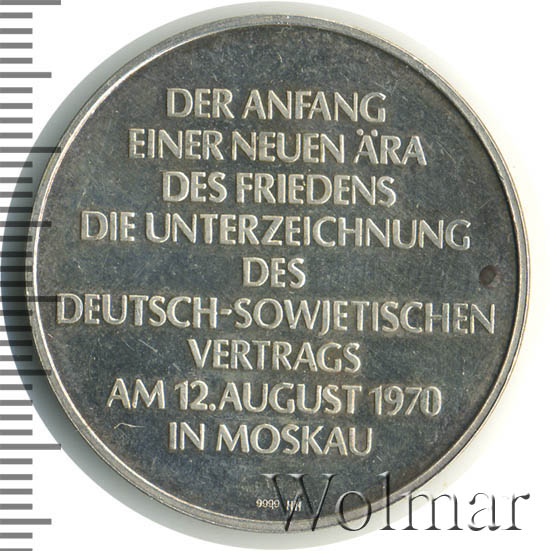 DER ANFANG
EINER NEUEN ÄRA
DES FRIEDENS
DIE UNTERZEICHNUNG
DES
DEUTSCH-SOWJETISCHEN
VERTRAGS
AM 12. AUGUST 1970
IN MOSKAU
Wolmar